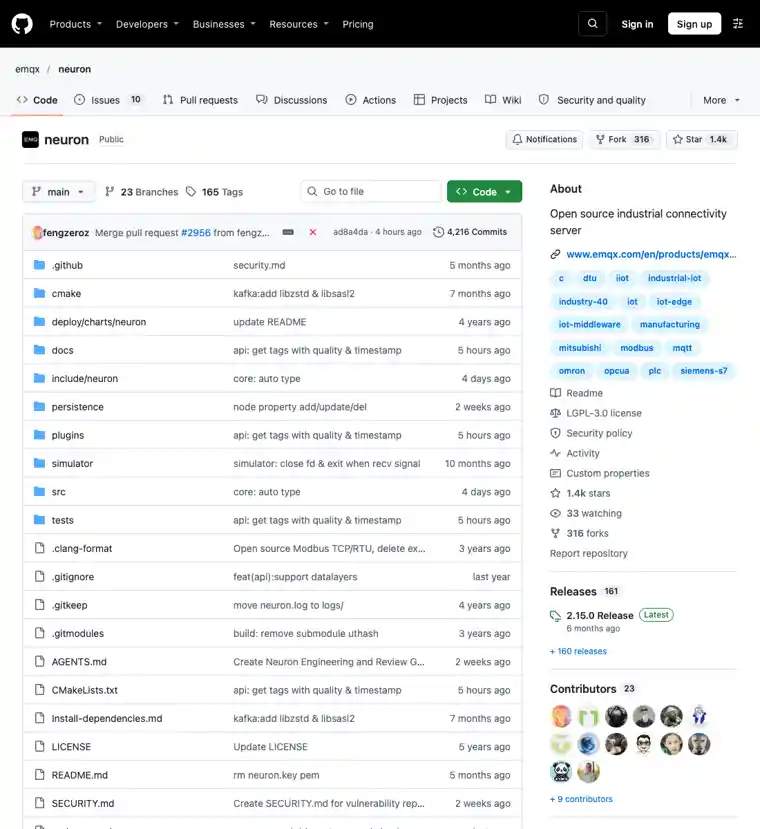 Products Developers Businesses Resources Pricing Sign in Sign up
emqx / neuron
Code Issues 10 Pull requests Discussions Actions Projects Wiki Security and quality More
EMQ neuron Public Notifications Fork 316 Star 1.4k
main 23 Branches 165 Tags Go to file Code
fengzeroz Merge pull request #2956 from fengz... ad8a4da · 4 hours ago 4,216 Commits
.github security.md 5 months ago
cmake kafka:add libzstd & libsasl2 7 months ago
deploy/charts/neuron update README 4 years ago
docs api: get tags with quality & timestamp 5 hours ago
include/neuron core: auto type 4 days ago
persistence node property add/update/del 2 weeks ago
plugins api: get tags with quality & timestamp 5 hours ago
simulator simulator: close fd & exit when recv signal 10 months ago
src core: auto type 4 days ago
tests api: get tags with quality & timestamp 5 hours ago
.clang-format Open source Modbus TCP/RTU, delete ex... 3 years ago
.gitignore feat(api):support datalayers last year
.gitkeep move neuron.log to logs/ 4 years ago
.gitmodules build: remove submodule uthash 3 years ago
AGENTS.md Create Neuron Engineering and Review G... 2 weeks ago
CMakeLists.txt api: get tags with quality & timestamp 5 hours ago
Install-dependencies.md kafka:add libzstd & libsasl2 7 months ago
LICENSE Update LICENSE 5 years ago
README.md rm neuron.key pem 5 months ago
SECURITY.md Create SECURITY.md for vulnerability rep... 2 weeks ago
About
Open source industrial connectivity
server
www.emqx.com/en/products/emqx...
c dtu iiot industrial-iot
industry-40 iot iot-edge
iot-middleware manufacturing
mitsubishi modbus mqtt
omron opcua plc siemens-s7
Readme
LGPL-3.0 license
Security policy
Activity
Custom properties
1.4k stars
33 watching
316 forks
Report repository
Releases 161
2.15.0 Release Latest
6 months ago
+ 160 releases
Contributors 23
+ 9 contributors